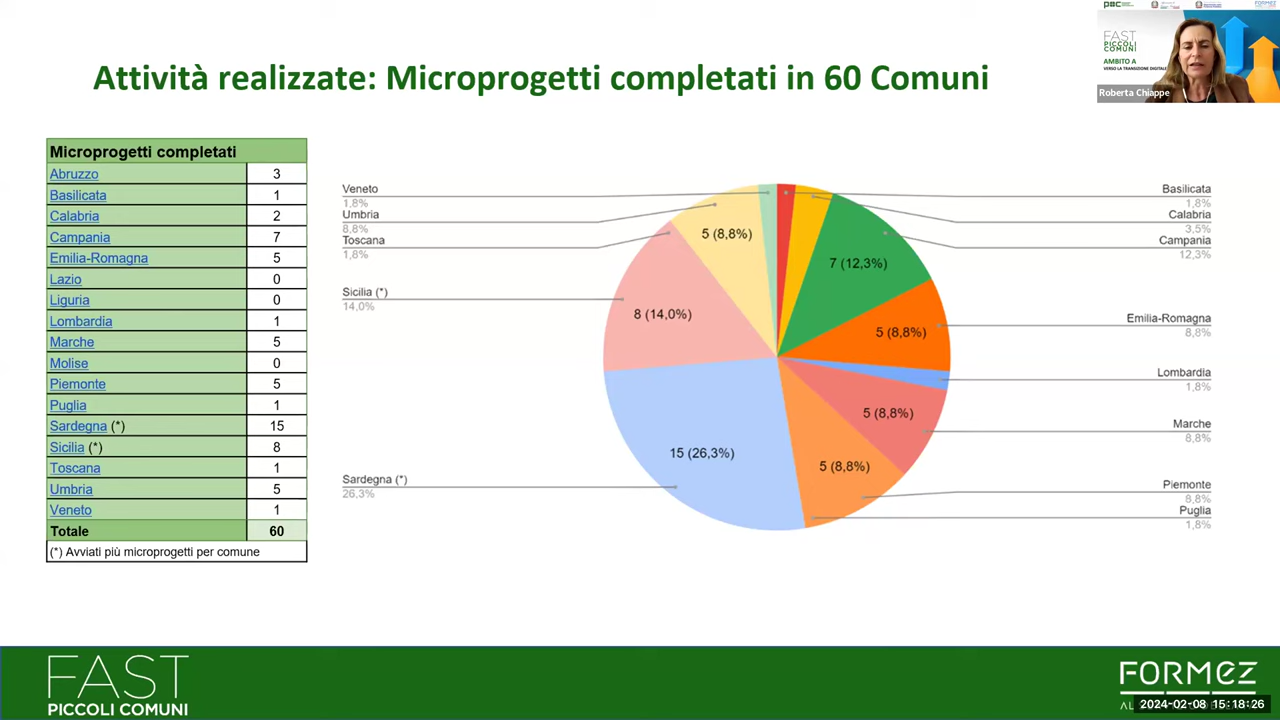 Attività realizzate: Microprogetti completati in 60 Comuni
FAST
PICCOLI
COMUNI
AMBITO A
VERSO LA TRANSIZIONE DIGITALE
FORMEZ
Roberta Chiappe
Microprogetti completati
Abruzzo 3
Basilicata 1
Calabria 2
Campania 7
Emilia-Romagna 5
Lazio 0
Liguria 0
Lombardia 1
Marche 5
Molise 0
Piemonte 5
Puglia 1
Sardegna (*) 15
Sicilia (*) 8
Toscana 1
Umbria 5
Veneto 1
Totale 60
(*) Avviati più microprogetti per comune
Veneto
1,8%
Umbria
8,8%
Toscana
1,8%
Sicilia (*)
14,0%
Sardegna (*)
26,3%
5 (8,8%)
7 (12,3%)
8 (14,0%)
5 (8,8%)
5 (8,8%)
15 (26,3%)
5 (8,8%)
Basilicata
1,8%
Calabria
3,5%
Campania
12,3%
Emilia-Romagna
8,8%
Lombardia
1,8%
Marche
8,8%
Piemonte
8,8%
Puglia
1,8%
FAST
PICCOLI COMUNI
FORMEZ
2024-02-08 15:18:26